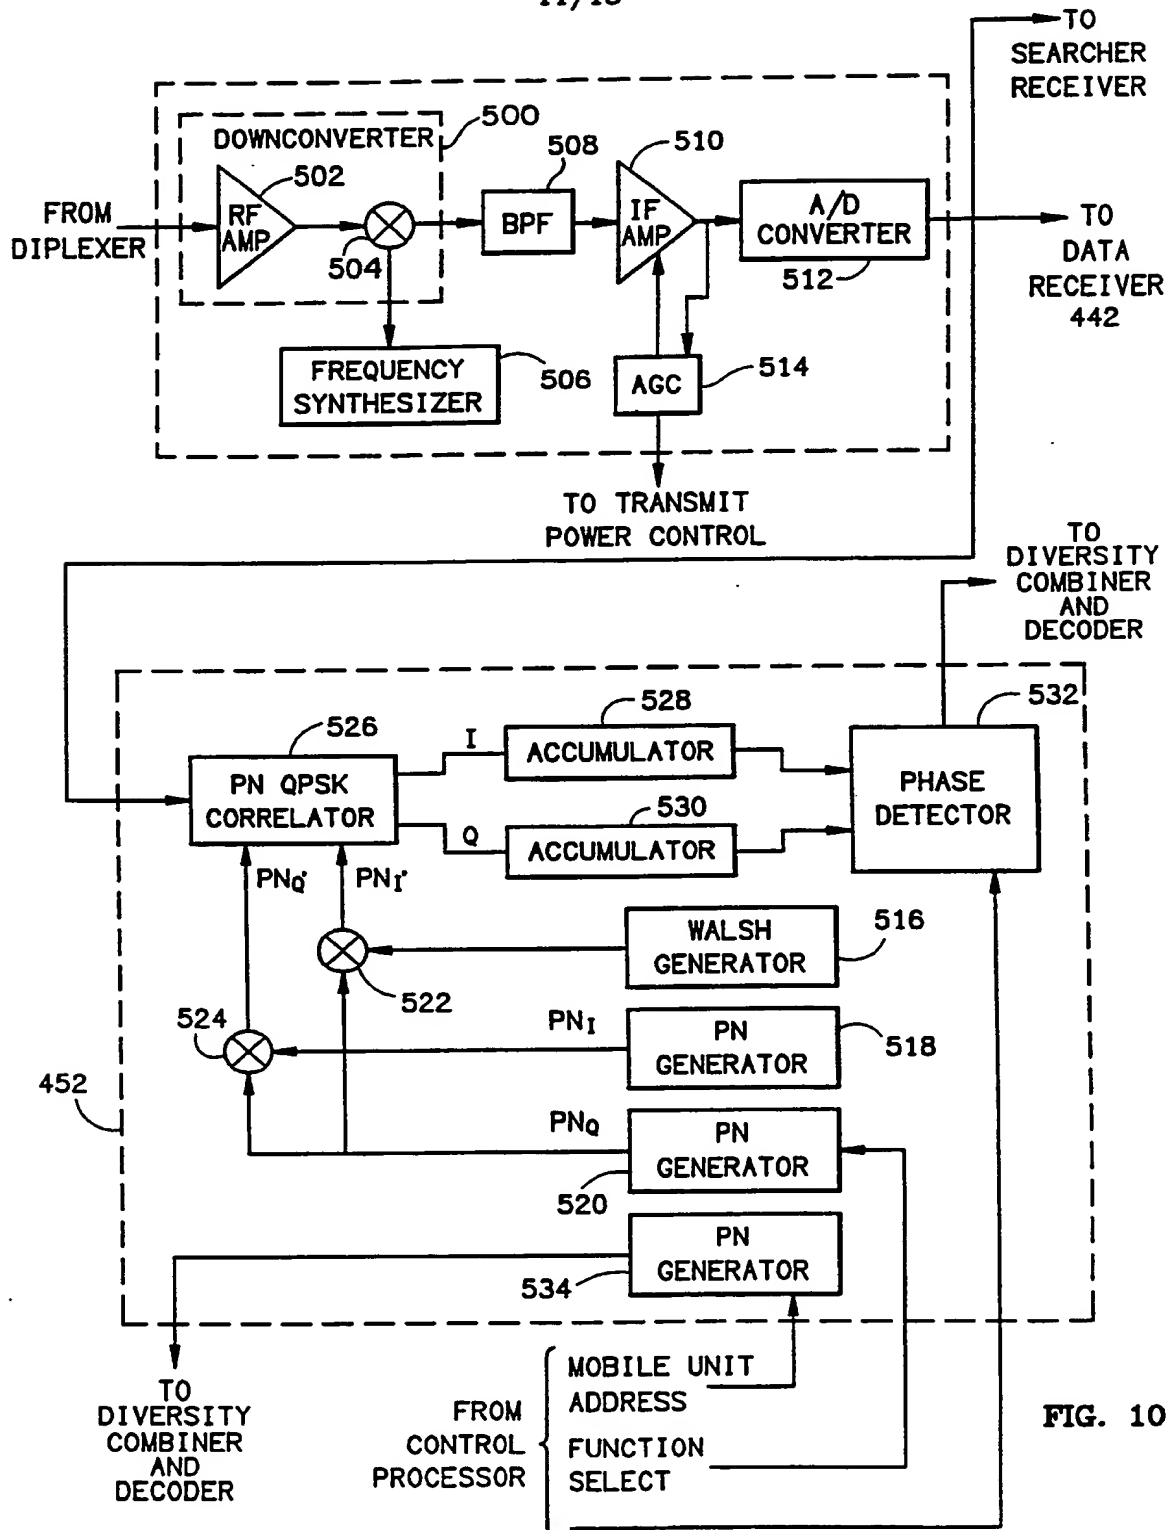 TO
SEARCHER
RECEIVER
DOWNCONVERTER
500
502
RF
AMP
504
FROM
DIPLEXER
508
BPF
510
IF
AMP
A/D
CONVERTER
512
TO
DATA
RECEIVER
442
FREQUENCY
SYNTHESIZER
506
AGC
514
TO TRANSMIT
POWER CONTROL
TO
DIVERSITY
COMBINER
AND
DECODER
526
PN QPSK
CORRELATOR
I
528
ACCUMULATOR
Q
530
ACCUMULATOR
532
PHASE
DETECTOR
PNQ'
PNI'
WALSH
GENERATOR
516
522
524
PNI
PN
GENERATOR
518
452
PNQ
PN
GENERATOR
520
PN
GENERATOR
534
TO
DIVERSITY
COMBINER
AND
DECODER
FROM
CONTROL
PROCESSOR
MOBILE UNIT
ADDRESS
FUNCTION
SELECT
FIG. 10